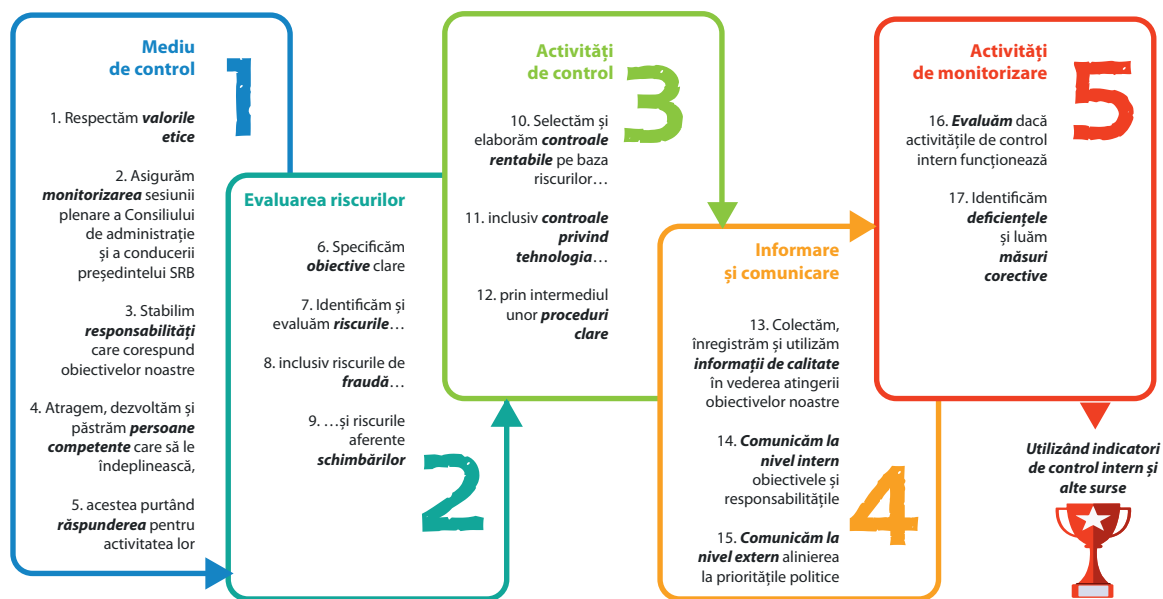 Mediu
de control
1
1. Respectăm valorile
etice
2. Asigurăm
monitorizarea sesiunii
plenare a Consiliului
de administrație
și a conducerii
președintelui SRB
3. Stabilim
responsabilități
care corespund
obiectivelor noastre
4. Atragem, dezvoltăm și
păstrăm persoane
competente care să le
îndeplinească,
5. acestea purtând
răspunderea pentru
activitatea lor
Evaluarea riscurilor
6. Specificăm
obiective clare
7. Identificăm și
evaluăm riscurile…
8. inclusiv riscurile de
fraudă…
9. …și riscurile
aferente
schimbărilor
2
Activități
de control
3
10. Selectăm și
elaborăm controale
rentabile pe baza
riscurilor…
11. inclusiv controale
privind
tehnologia…
12. prin intermediul
unor proceduri
clare
Informare
și comunicare
13. Colectăm,
înregistrăm și utilizăm
informații de calitate
în vederea atingerii
obiectivelor noastre
14. Comunicăm la
nivel intern
obiectivele și
responsabilitățile
15. Comunicăm la
nivel extern alinierea
la prioritățile politice
4
Activități
de monitorizare
5
16. Evaluăm dacă
activitățile de control
intern funcționează
17. Identificăm
deficiențele
și luăm
măsuri
corective
Utilizând indicatori
de control intern și
alte surse